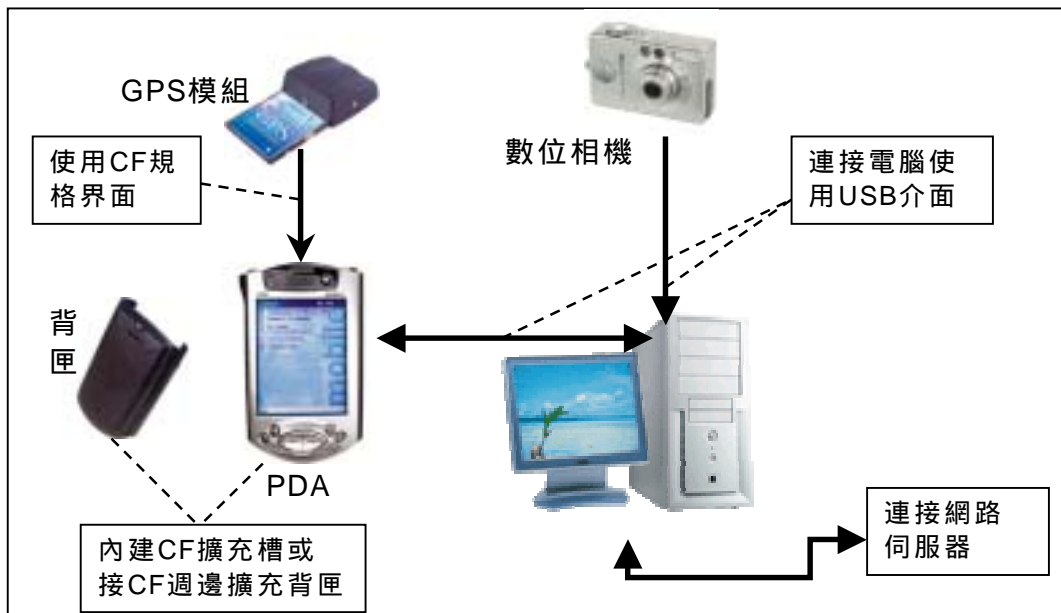 GPS模組
使用CF規
格界面
數位相機
連接電腦使
用USB介面
背
匣
PDA
內建CF擴充槽或
接CF週邊擴充背匣
連接網路
伺服器